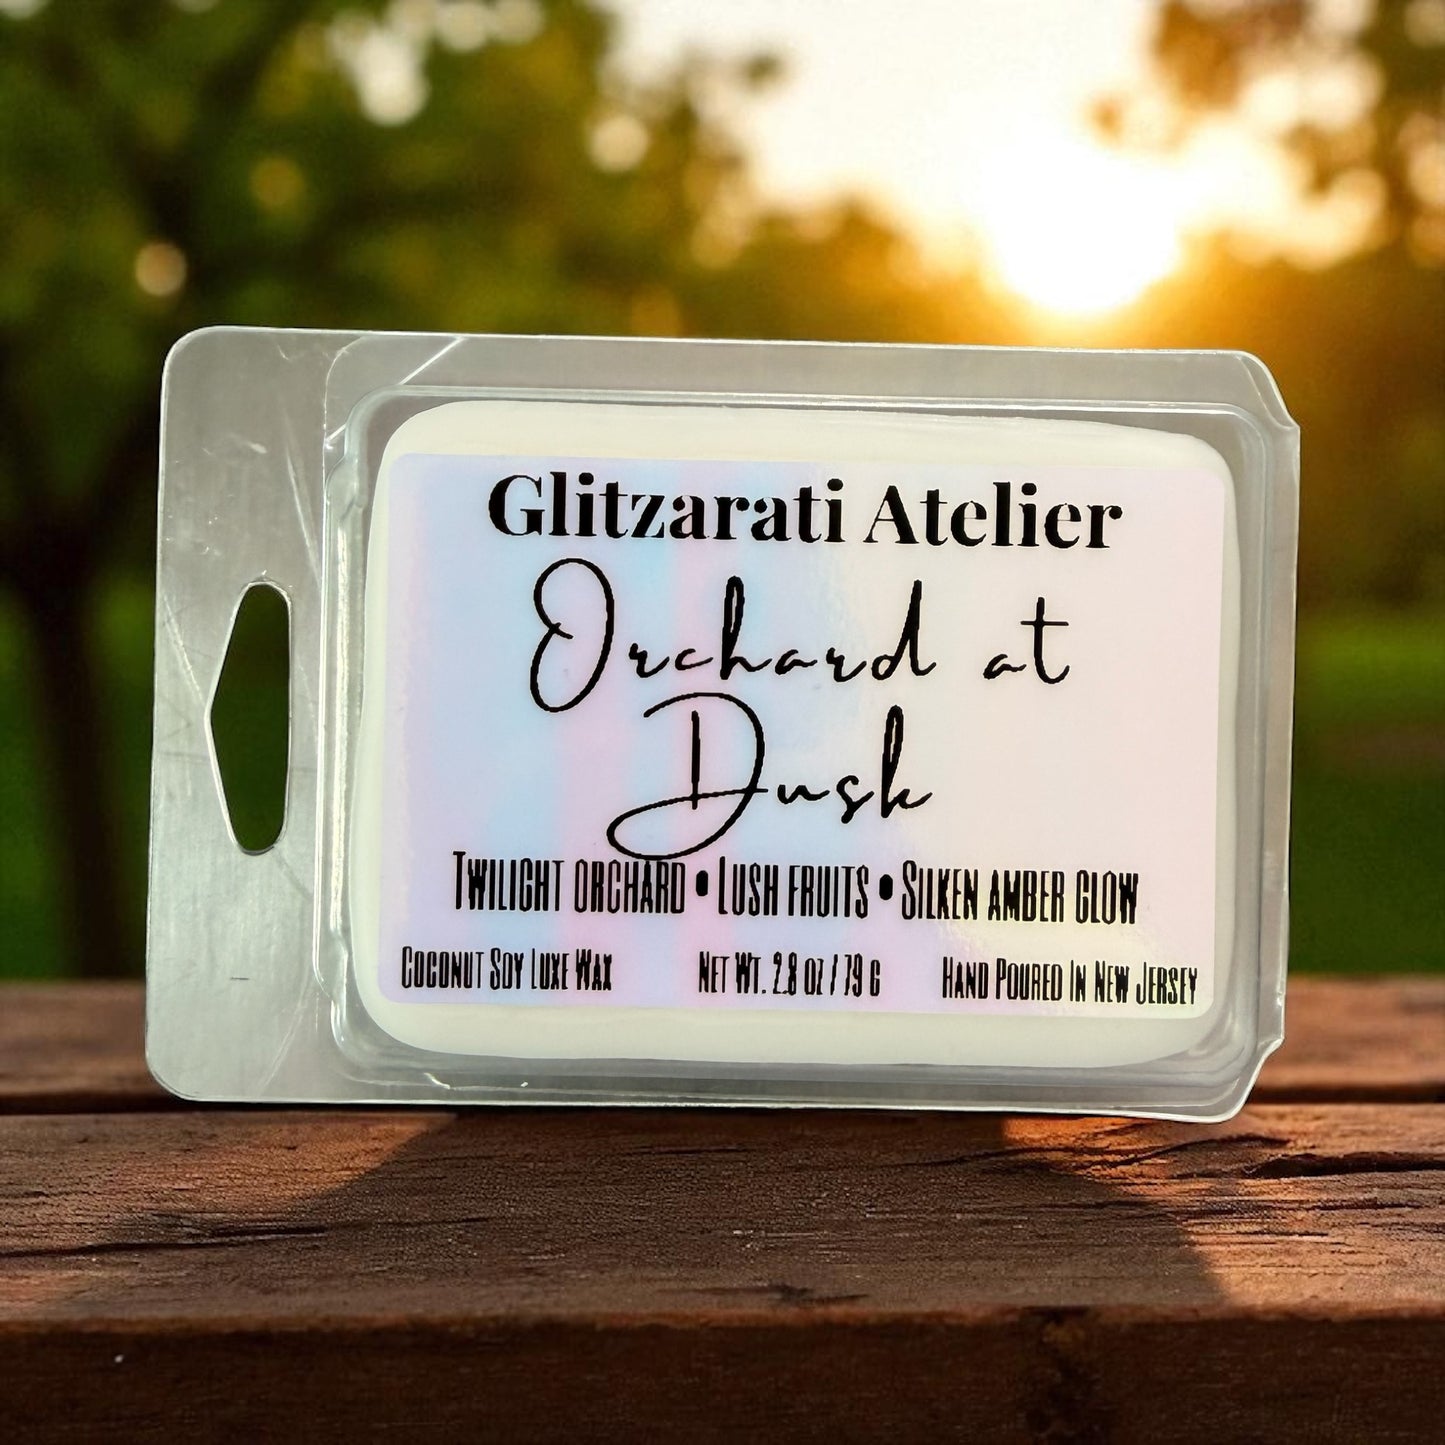 Glitzarati Atelier
Orchard at
Dusk
Twilight orchard • Lush fruits • Silken amber glow
Coconut Soy Luxe Wax Net Wt. 2.8 oz / 79 g Hand Poured In New Jersey